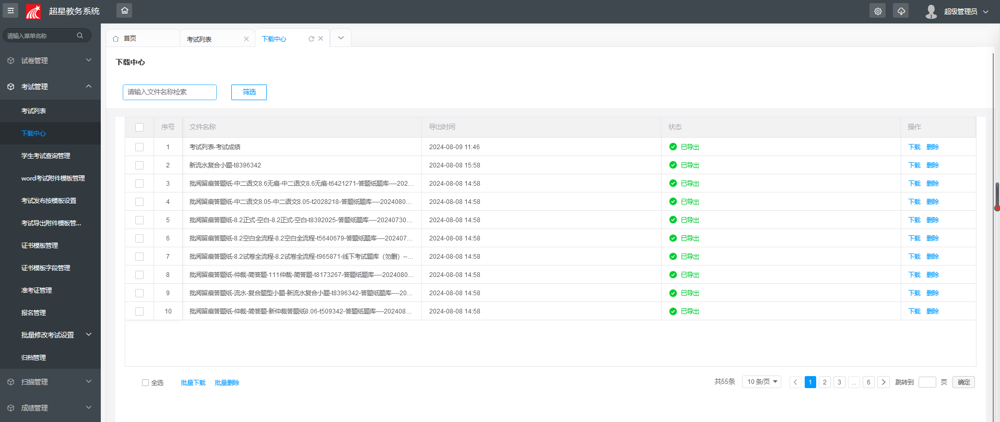 超星教务系统
超级管理员
请输入菜单名称
首页
考试列表
下载中心
试卷管理
考试管理
考试列表
下载中心
学生考试查询管理
word考试附件模板管理
考试发布按模板设置
考试导出附件模板管...
证书模板管理
证书模板字段管理
准考证管理
报名管理
批量修改考试设置
归档管理
扫描管理
成绩管理
下载中心
请输入文件名称检索
筛选
序号 文件名称 导出时间 状态 操作
1 考试列表-考试成绩 2024-08-09 11:46 已导出 下载 删除
2 新流水复合小题-t8396342 2024-08-08 15:58 已导出 下载 删除
3 批阅留痕答题纸-中二语文8.6无痕-中二语文8.6无痕-t6421271-答题纸题库----202... 2024-08-08 14:58 已导出 下载 删除
4 批阅留痕答题纸-中二语文8.05-中二语文8.05-t2028218-答题纸题库----2024080... 2024-08-08 14:58 已导出 下载 删除
5 批阅留痕答题纸-8.2正式-空白-8.2正式-空白-t8392025-答题纸题库----20240730... 2024-08-08 14:58 已导出 下载 删除
6 批阅留痕答题纸-8.2空白全流程-8.2空白全流程-t5640679-答题纸题库----202407... 2024-08-08 14:58 已导出 下载 删除
7 批阅留痕答题纸-8.2试卷全流程-8.2试卷全流程-t965871-线下考试题库（勿删）--... 2024-08-08 14:58 已导出 下载 删除
8 批阅留痕答题纸-仲裁-简答题-111仲裁-简答题-t8173267-答题纸题库----2024080... 2024-08-08 14:58 已导出 下载 删除
9 批阅留痕答题纸-流水-复合题型小题-新流水复合小题-t8396342-答题纸题库----20... 2024-08-08 14:58 已导出 下载 删除
10 批阅留痕答题纸-仲裁-简答题-新仲裁答题纸8.06-t509342-答题纸题库----202408... 2024-08-08 14:58 已导出 下载 删除
全选 批量下载 批量删除
共55条 10 条/页 1 2 3 ... 6 跳转到 页 确定